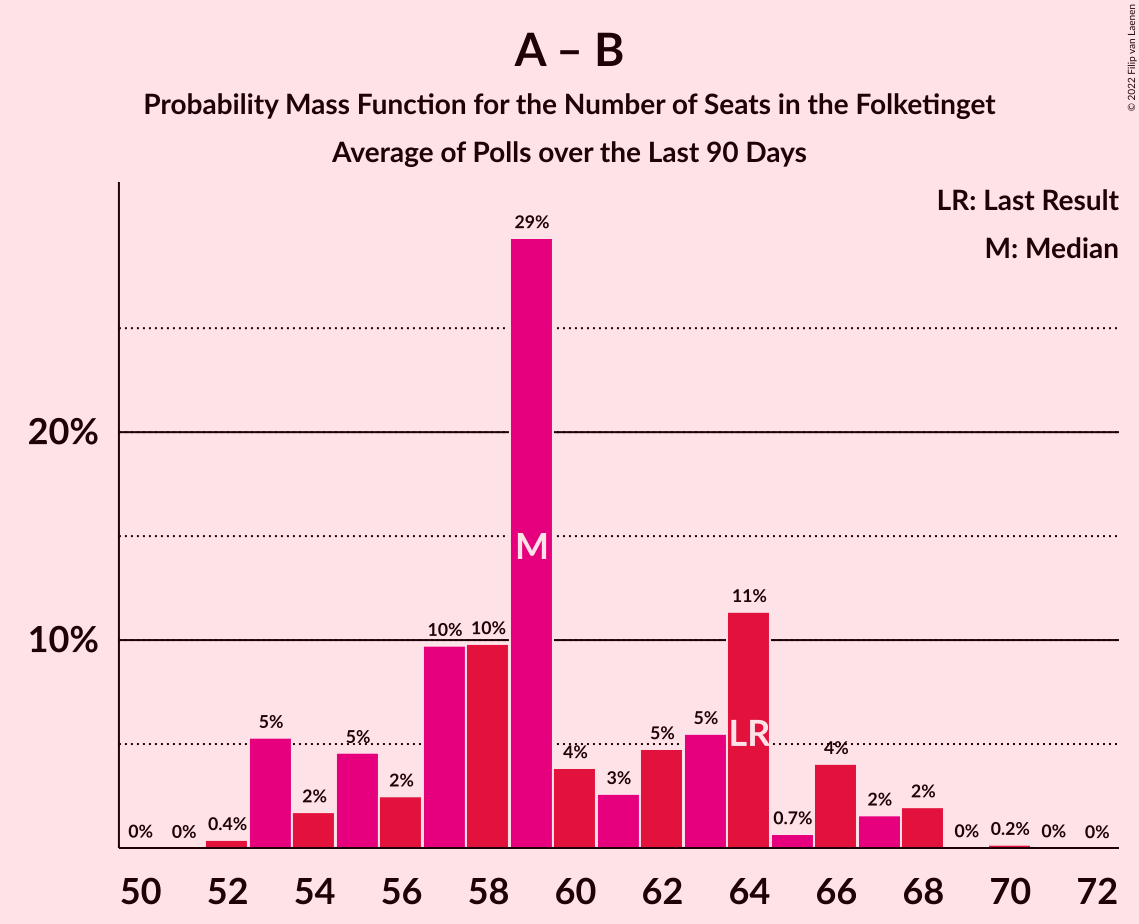 A – B
Probability Mass Function for the Number of Seats in the Folketinget
Average of Polls over the Last 90 Days
© 2022 Filip van Laenen
LR: Last Result
M: Median
20%
10%
0%
0%
0.4%
5%
2%
5%
2%
10%
10%
29%
4%
3%
5%
5%
11%
0.7%
4%
2%
2%
0%
0.2%
0%
0%
M
LR
50 52 54 56 58 60 62 64 66 68 70 72